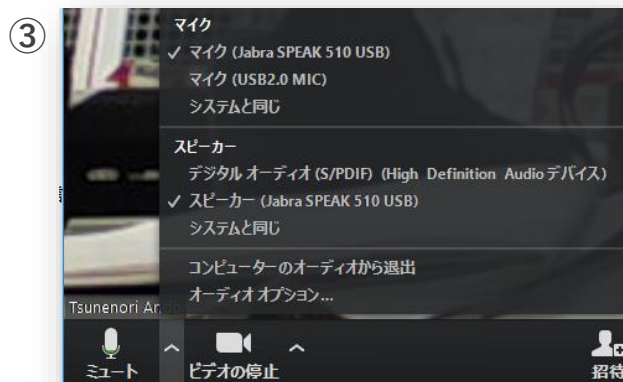 ③
マイク
✓ マイク (Jabra SPEAK 510 USB)
マイク (USB2.0 MIC)
システムと同じ
スピーカー
デジタル オーディオ (S/PDIF) (High Definition Audio デバイス)
✓ スピーカー (Jabra SPEAK 510 USB)
システムと同じ
コンピューターのオーディオから退出
オーディオ オプション...
Tsunenori
ミュート ビデオの停止 招待